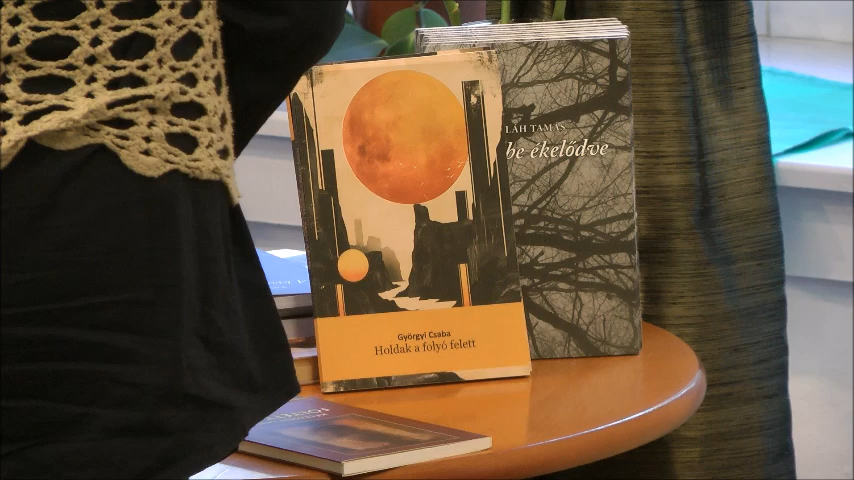 LÁH TAMÁS
be ékelődve
Györgyi Csaba
Holdak a folyó felett